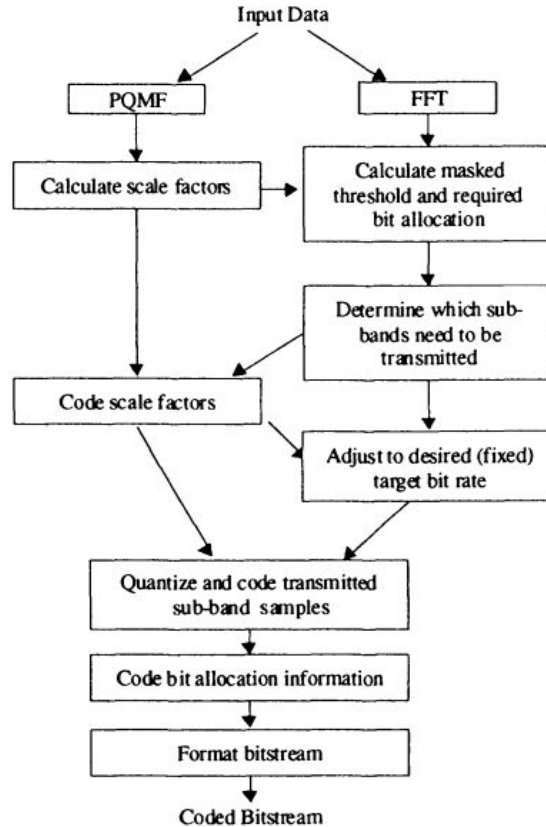 Input Data
PQMF
FFT
Calculate scale factors
Calculate masked
threshold and required
bit allocation
Determine which sub-
bands need to be
transmitted
Code scale factors
Adjust to desired (fixed)
target bit rate
Quantize and code transmitted
sub-band samples
Code bit allocation information
Format bitstream
Coded Bitstream